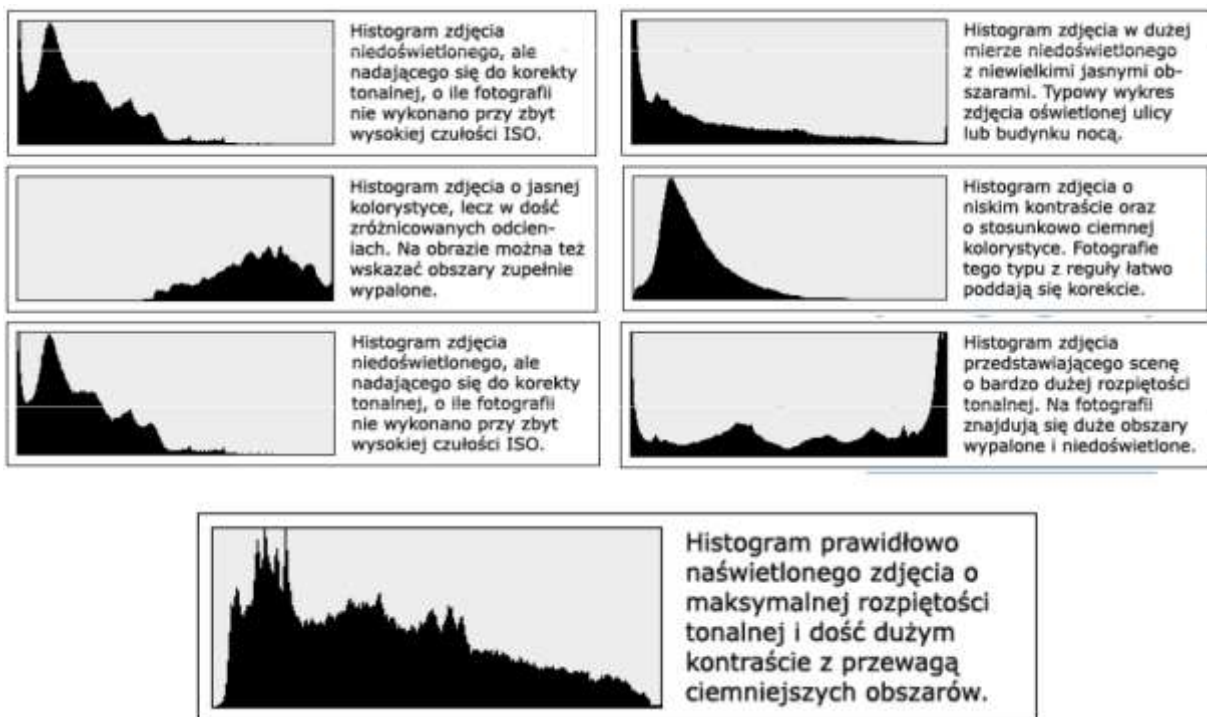 Histogram zdjęcia
niedoświetlonego, ale
nadającego się do korekty
tonalnej, o ile fotografii
nie wykonano przy zbyt
wysokiej czułości ISO.
Histogram zdjęcia w dużej
mierze niedoświetlonego
z niewielkimi jasnymi ob-
szarami. Typowy wykres
zdjęcia oświetlonej ulicy
lub budynku nocą.
Histogram zdjęcia o jasnej
kolorystyce, lecz w dość
zróżnicowanych odcien-
iach. Na obrazie można też
wskazać obszary zupełnie
wypalone.
Histogram zdjęcia o
niskim kontraście oraz
o stosunkowo ciemnej
kolorystyce. Fotografie
tego typu z reguły łatwo
poddają się korekcie.
Histogram zdjęcia
niedoświetlonego, ale
nadającego się do korekty
tonalnej, o ile fotografii
nie wykonano przy zbyt
wysokiej czułości ISO.
Histogram zdjęcia
przedstawiającego scenę
o bardzo dużej rozpiętości
tonalnej. Na fotografii
znajdują się duże obszary
wypalone i niedoświetlone.
Histogram prawidłowo
naświetlonego zdjęcia o
maksymalnej rozpiętości
tonalnej i dość dużym
kontraście z przewagą
ciemniejszych obszarów.